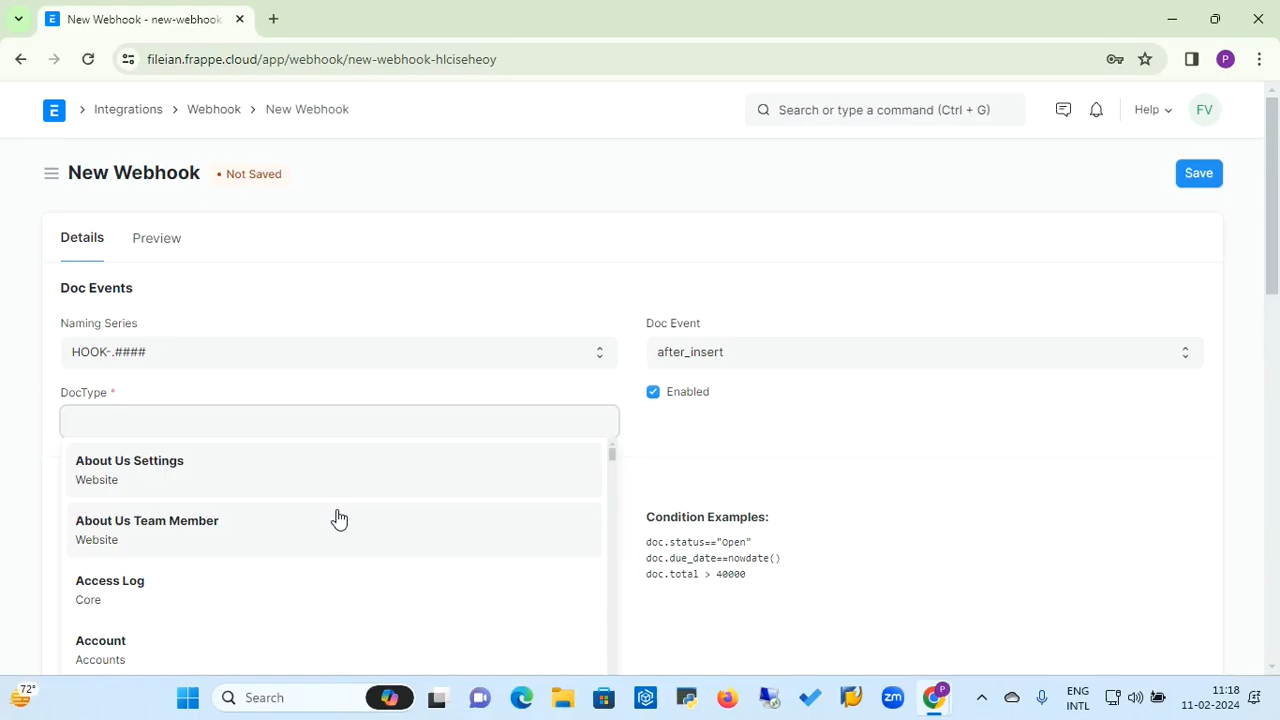 New Webhook - new-webhook
fileian.frappe.cloud/app/webhook/new-webhook-hlciseheoy
P
E
Integrations
Webhook
New Webhook
Search or type a command (Ctrl + G)
Help
FV
New Webhook
• Not Saved
Save
Details
Preview
Doc Events
Naming Series
HOOK-.####
Doc Event
after_insert
DocType *
Enabled
About Us Settings
Website
About Us Team Member
Website
Access Log
Core
Account
Accounts
Condition Examples:
doc.status=="Open"
doc.due_date==nowdate()
doc.total > 40000
72°
Search
zm
P
ENG
INTL
11:18
11-02-2024